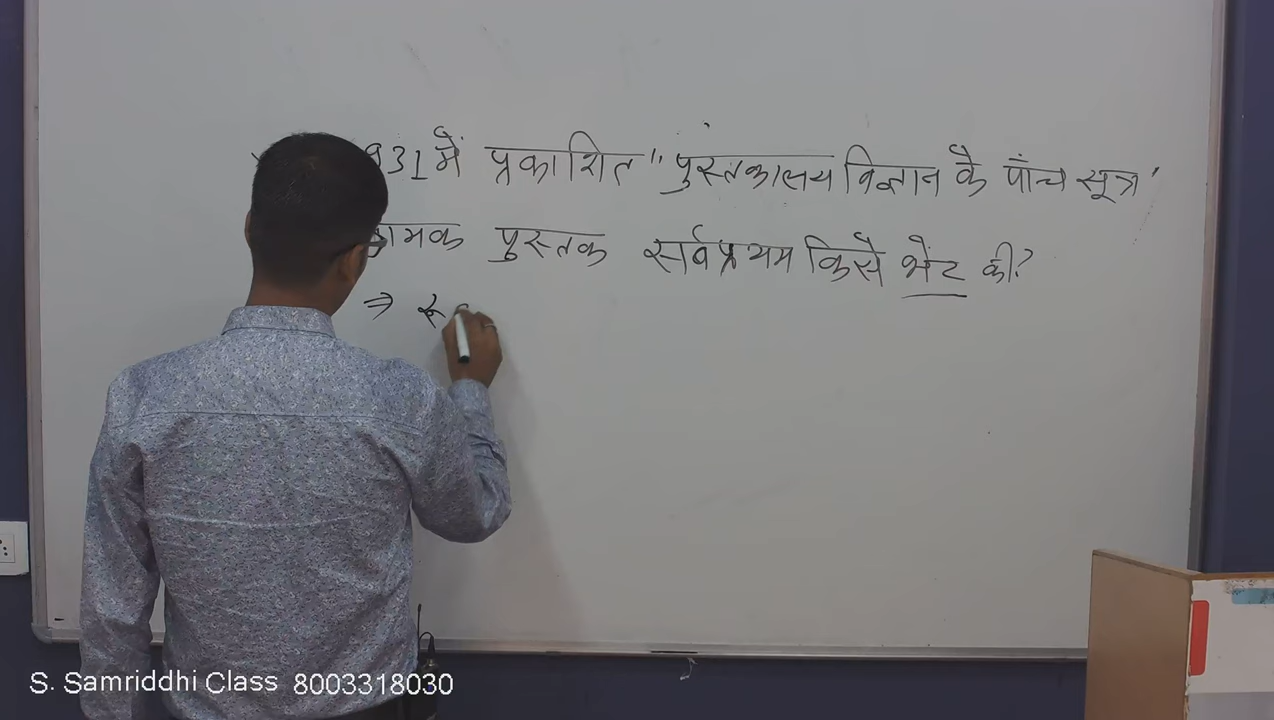 931 में प्रकाशित "पुस्तकालय विज्ञान के पाँच सूत्र'
नामक पुस्तक सर्वप्रथम किसे भेंट की?
⇒
S. Samriddhi Class 8003318030